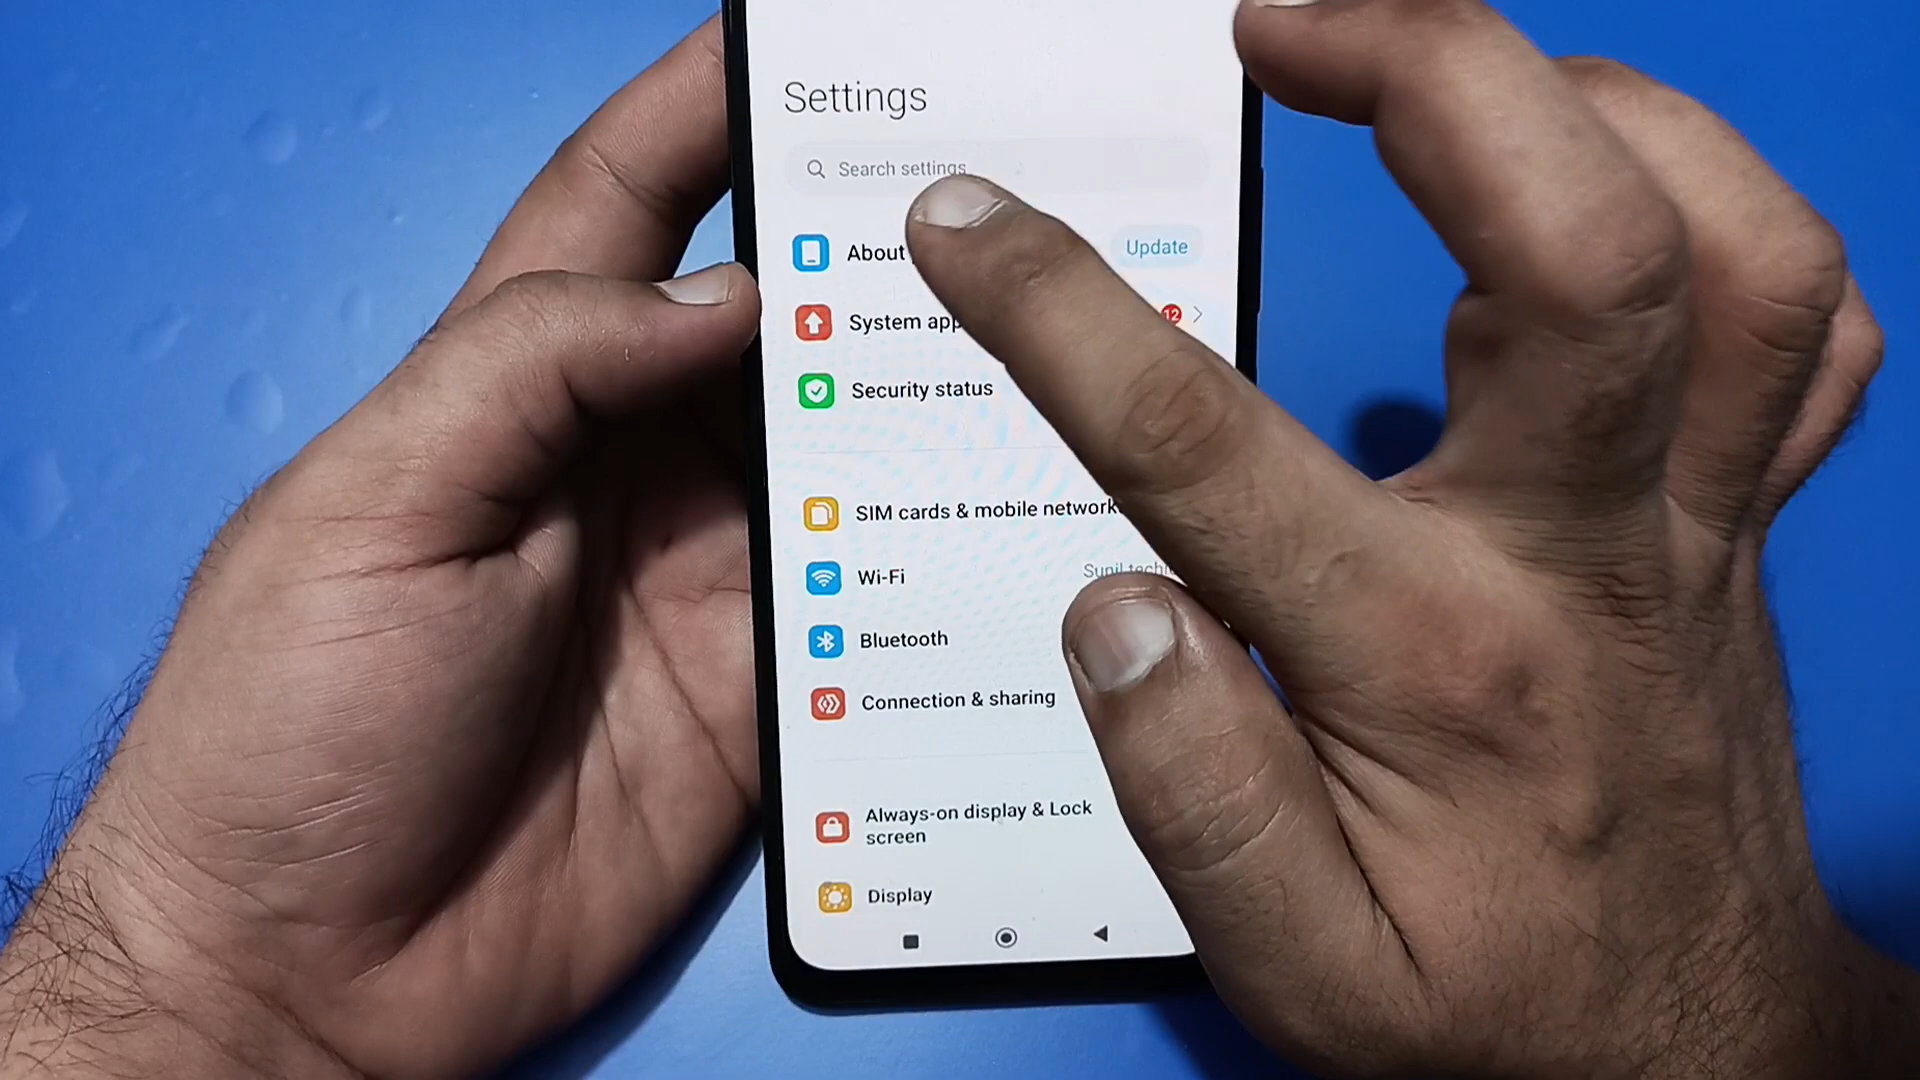 Settings
Search settings
About
Update
System app
12
Security status
SIM cards & mobile network
Wi-Fi
Sunil
Bluetooth
Connection & sharing
Always-on display & Lock
screen
Display